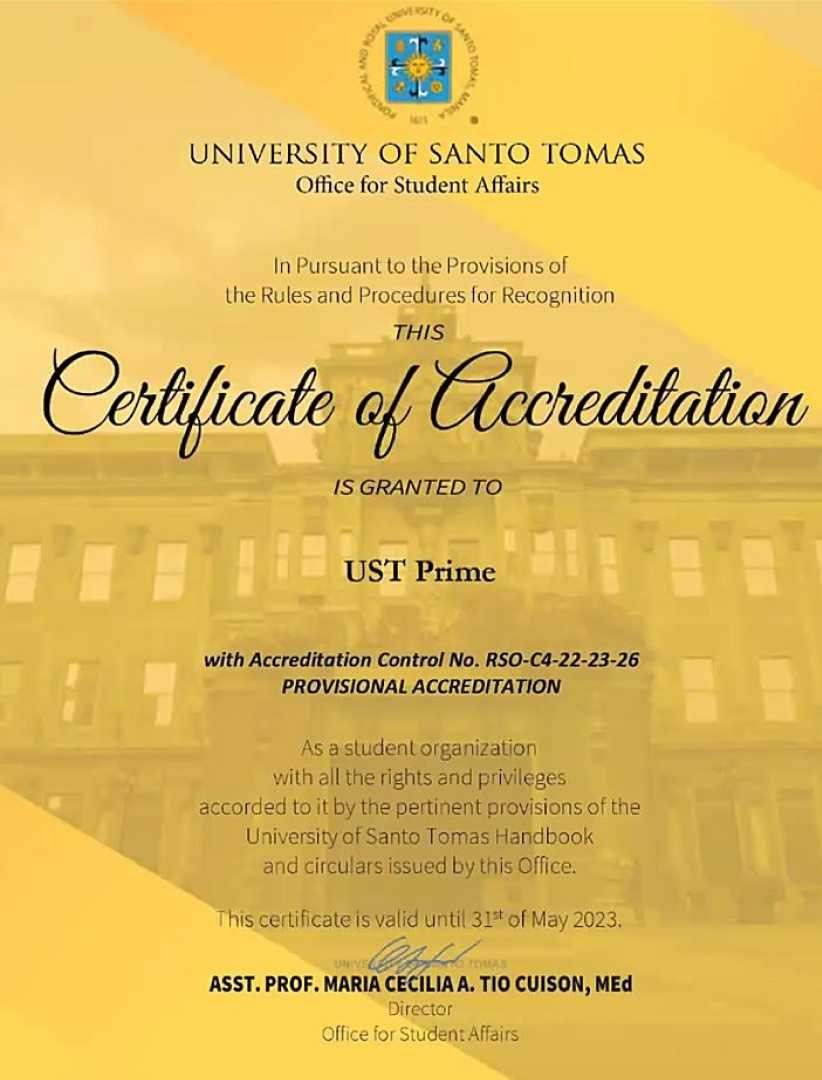 PONTIFICAL AND ROYAL UNIVERSITY OF SANTO TOMAS, MANILA
1611
UNIVERSITY OF SANTO TOMAS
Office for Student Affairs
In Pursuant to the Provisions of
the Rules and Procedures for Recognition
THIS
Certificate of Accreditation
IS GRANTED TO
UST Prime
with Accreditation Control No. RSO-C4-22-23-26
PROVISIONAL ACCREDITATION
As a student organization
with all the rights and privileges
accorded to it by the pertinent provisions of the
University of Santo Tomas Handbook
and circulars issued by this Office.
This certificate is valid until 31st of May 2023.
UNIVERSITY OF SANTO TOMAS
ASST. PROF. MARIA CECILIA A. TIO CUISON, MEd
Director
Office for Student Affairs